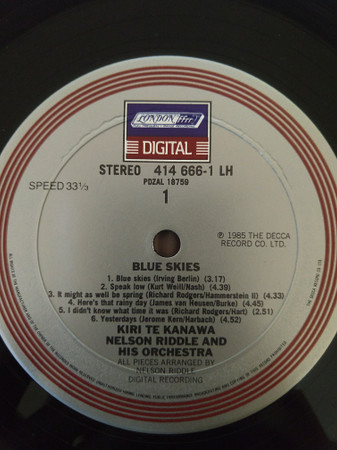 LONDON ffrr
DIGITAL
STEREO 414 666-1 LH
PDZAL 18759
SPEED 33⅓
1
℗ 1985 THE DECCA
RECORD CO. LTD.
BLUE SKIES
1. Blue skies (Irving Berlin) (3.17)
2. Speak low (Kurt Weill/Nash) (4.39)
3. It might as well be spring (Richard Rodgers/Hammerstein II) (4.33)
4. Here's that rainy day (James van Heusen/Burke) (4.45)
5. I didn't know what time it was (Richard Rodgers/Hart) (2.51)
6. Yesterdays (Jerome Kern/Harbach) (4.52)
KIRI TE KANAWA
NELSON RIDDLE AND
HIS ORCHESTRA
ALL PIECES ARRANGED BY
NELSON RIDDLE
DIGITAL RECORDING